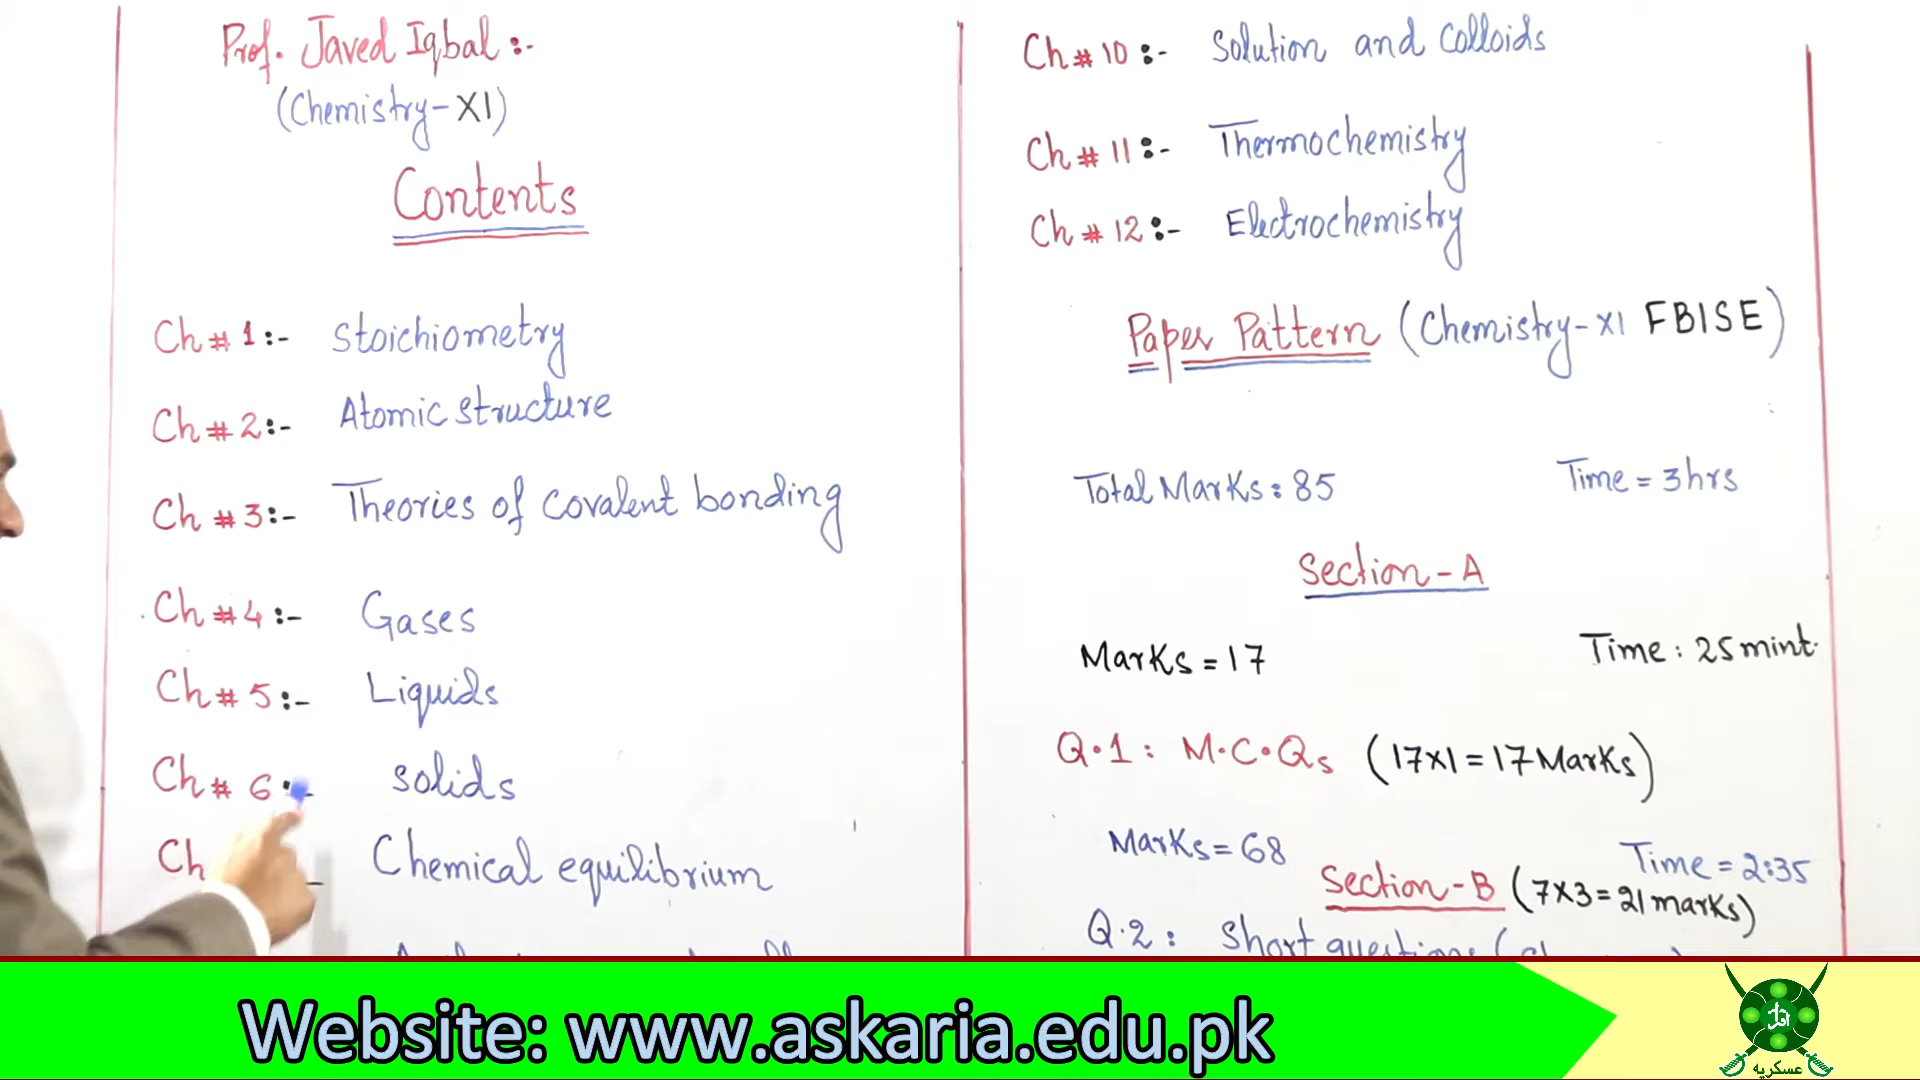 Prof. Javed Iqbal :-
(Chemistry-XI)
Contents
Ch # 1 :- Stoichiometry
Ch # 2 :- Atomic structure
Ch # 3 :- Theories of covalent bonding
Ch # 4 :- Gases
Ch # 5 :- Liquids
Ch # 6 :- solids
Ch Chemical equilibrium
Ch # 10 :- Solution and Colloids
Ch # 11 :- Thermochemistry
Ch # 12 :- Electrochemistry
Paper Pattern (Chemistry-XI FBISE)
Total Marks: 85 Time = 3hrs
Section - A
Marks = 17 Time : 25 mint.
Q.1 : M.C.Qs (17x1 = 17 Marks)
Marks = 68 Time = 2:35
Section - B (7x3 = 21 marks)
Q.2 : Short questions
Website: www.askaria.edu.pk
اقرا
عسکریہ